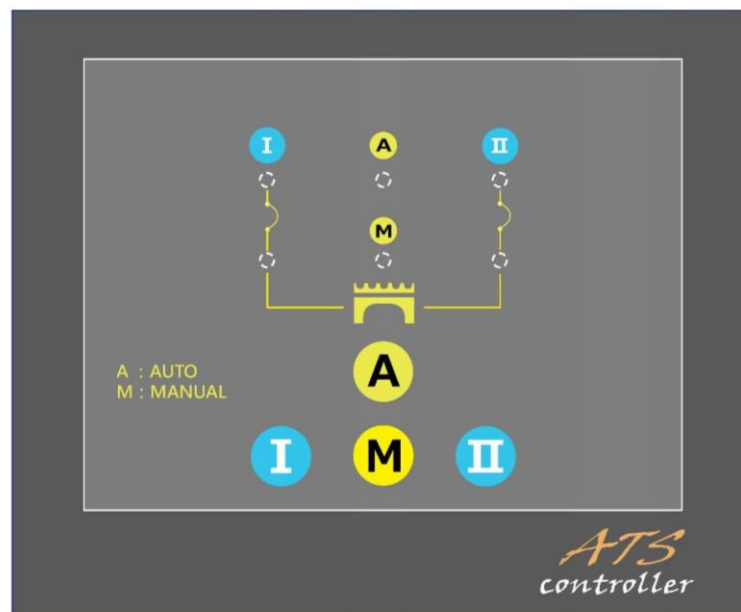 I A II
M
A : AUTO
M : MANUAL
A
I M II
ATS
controller